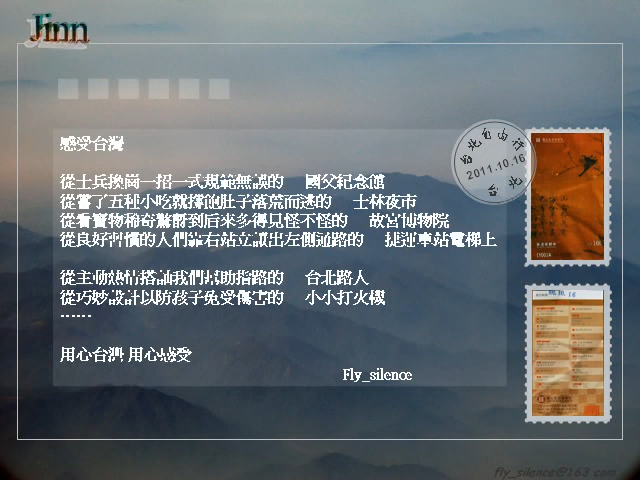 Jinn
感受台灣
從士兵換崗一招一式規範無誤的 國父紀念館
從嘗了五種小吃就撐飽肚子落荒而逃的 士林夜市
從看寶物稀奇驚訝到后來多得見怪不怪的 故宮博物院
從良好習慣的人們靠右站立讓出左側通路的 捷運車站電梯上
從主動熱情搭訕我們幫助指路的 台北路人
從巧妙設計以防孩子免受傷害的 小小打火機
……
用心台灣 用心感受
Fly_silence
台北自由行
2011.10.16
台北
fly_silence@163.com